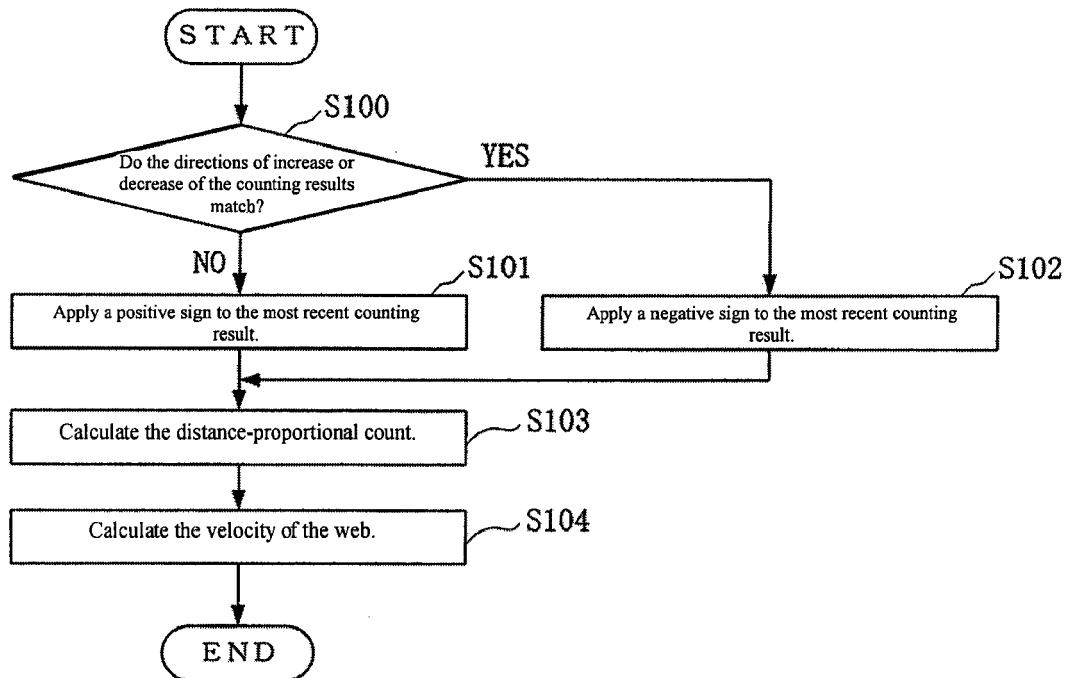 START
S100
Do the directions of increase or
decrease of the counting results
match?
YES
NO
S101
Apply a positive sign to the most recent counting
result.
S102
Apply a negative sign to the most recent counting
result.
Calculate the distance-proportional count.
S103
Calculate the velocity of the web.
S104
END